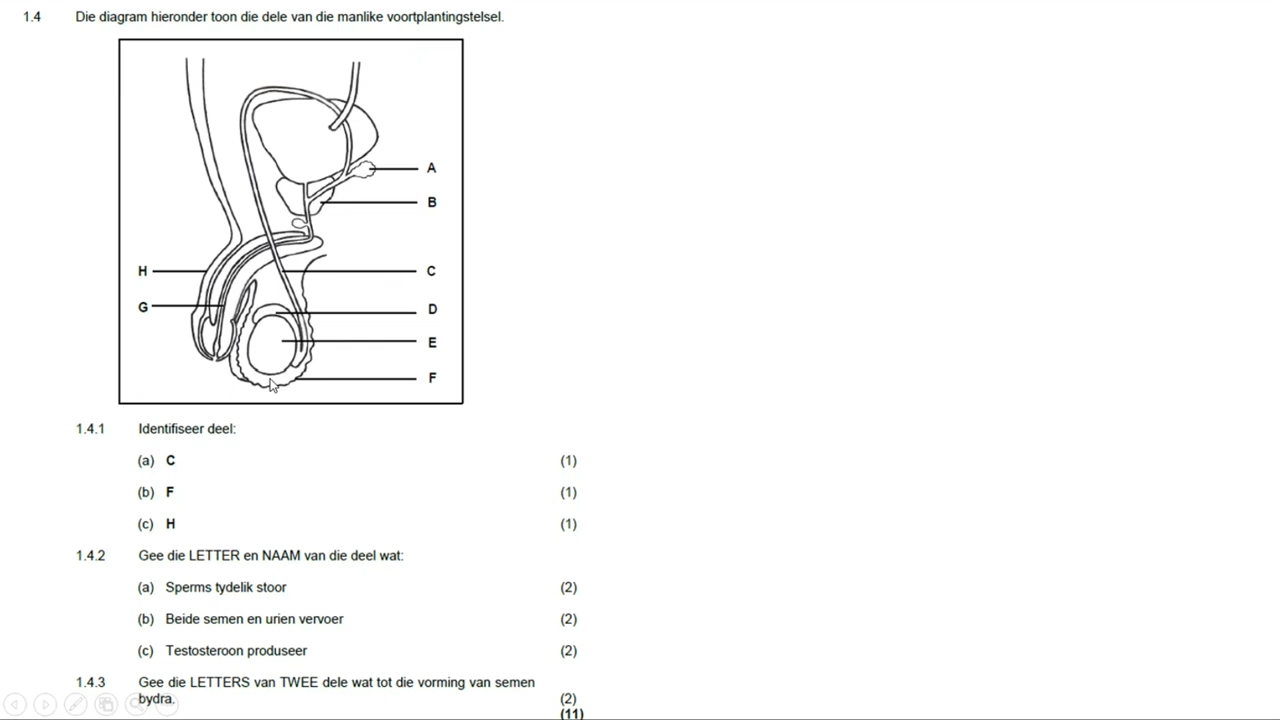 1.4 Die diagram hieronder toon die dele van die manlike voortplantingstelsel.
A
B
H C
G D
E
F
1.4.1 Identifiseer deel:
(a) C (1)
(b) F (1)
(c) H (1)
1.4.2 Gee die LETTER en NAAM van die deel wat:
(a) Sperms tydelik stoor (2)
(b) Beide semen en urien vervoer (2)
(c) Testosteroon produseer (2)
1.4.3 Gee die LETTERS van TWEE dele wat tot die vorming van semen
bydra. (2)
(11)